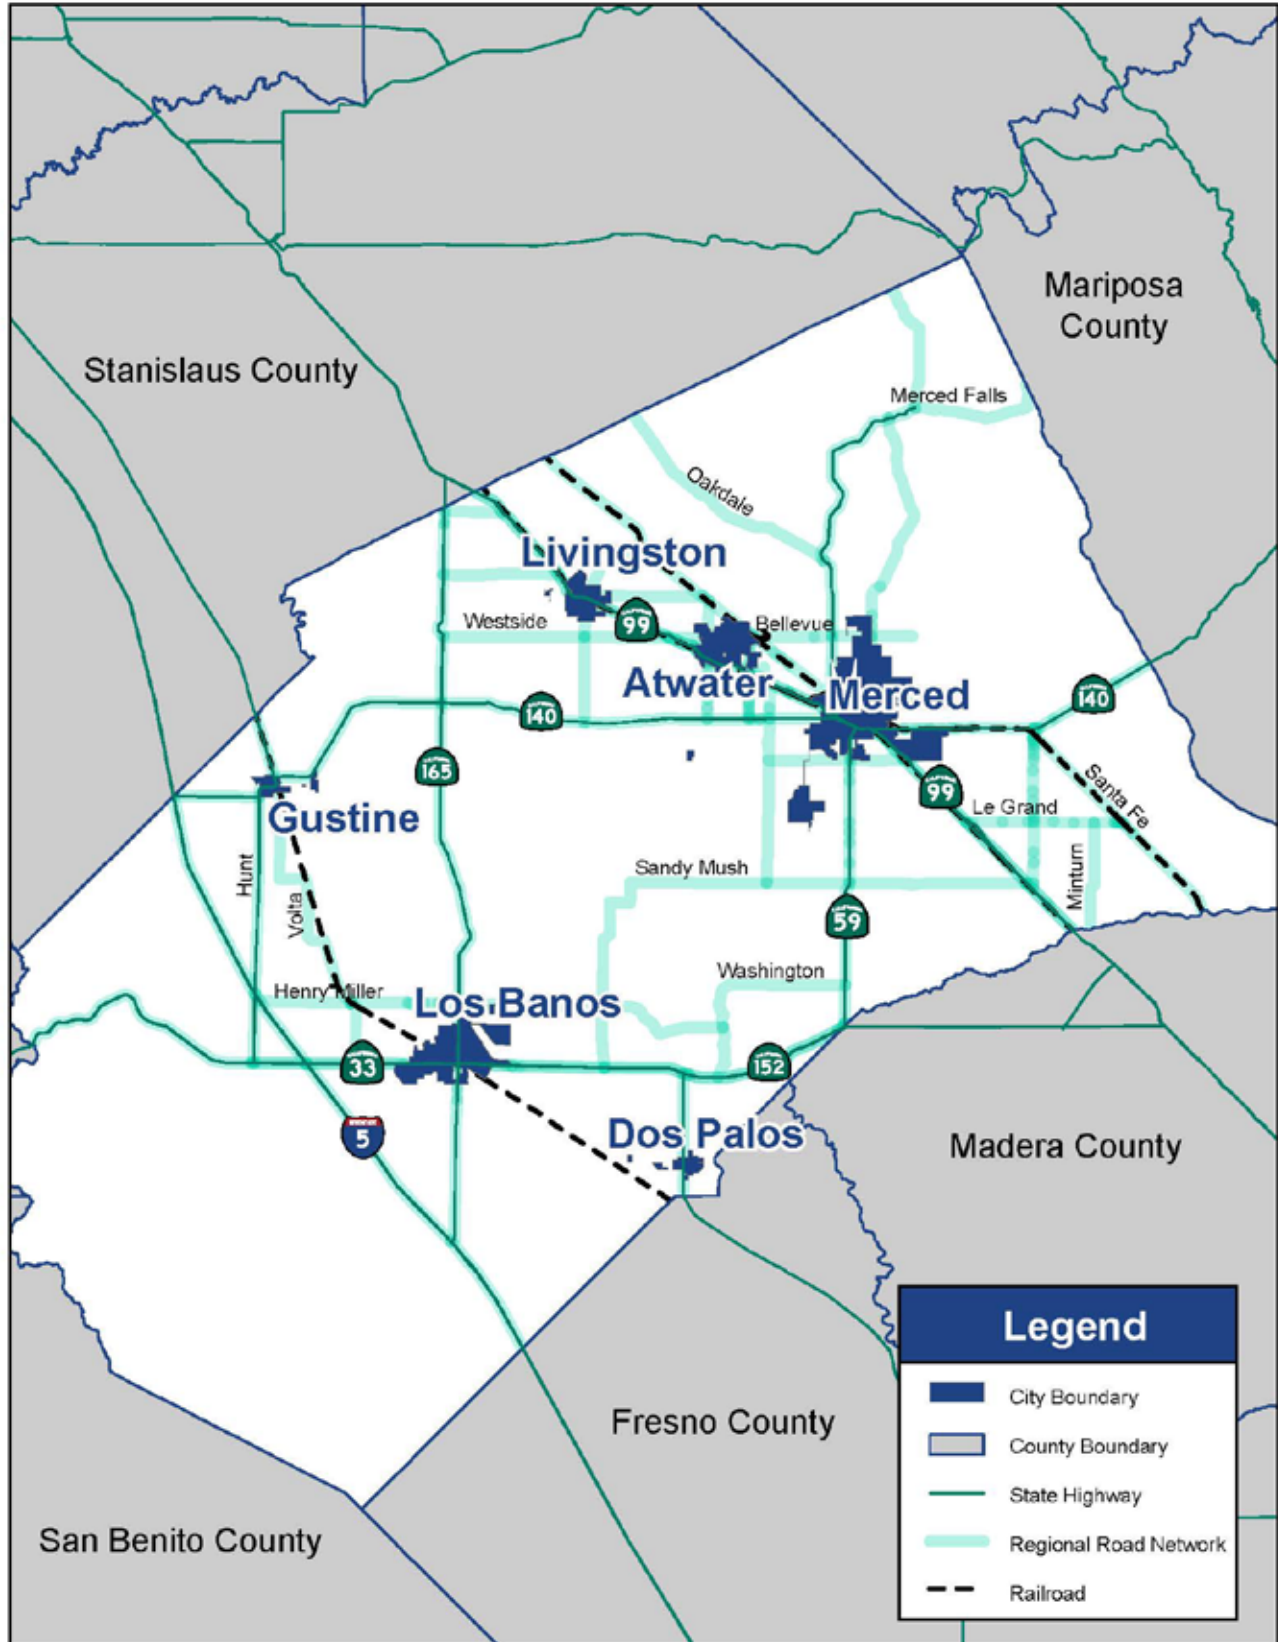 Mariposa
County
Stanislaus County
Merced Falls
Oakdale
Livingston
Westside
99
Bellevue
Atwater
Merced
140
140
165
99
Santa Fe
Le Grand
Gustine
Hunt
Volta
Sandy Mush
Minturn
59
Washington
Henry Miller
Los Banos
33
152
5
Dos Palos
Madera County
Fresno County
San Benito County
Legend
City Boundary
County Boundary
State Highway
Regional Road Network
Railroad